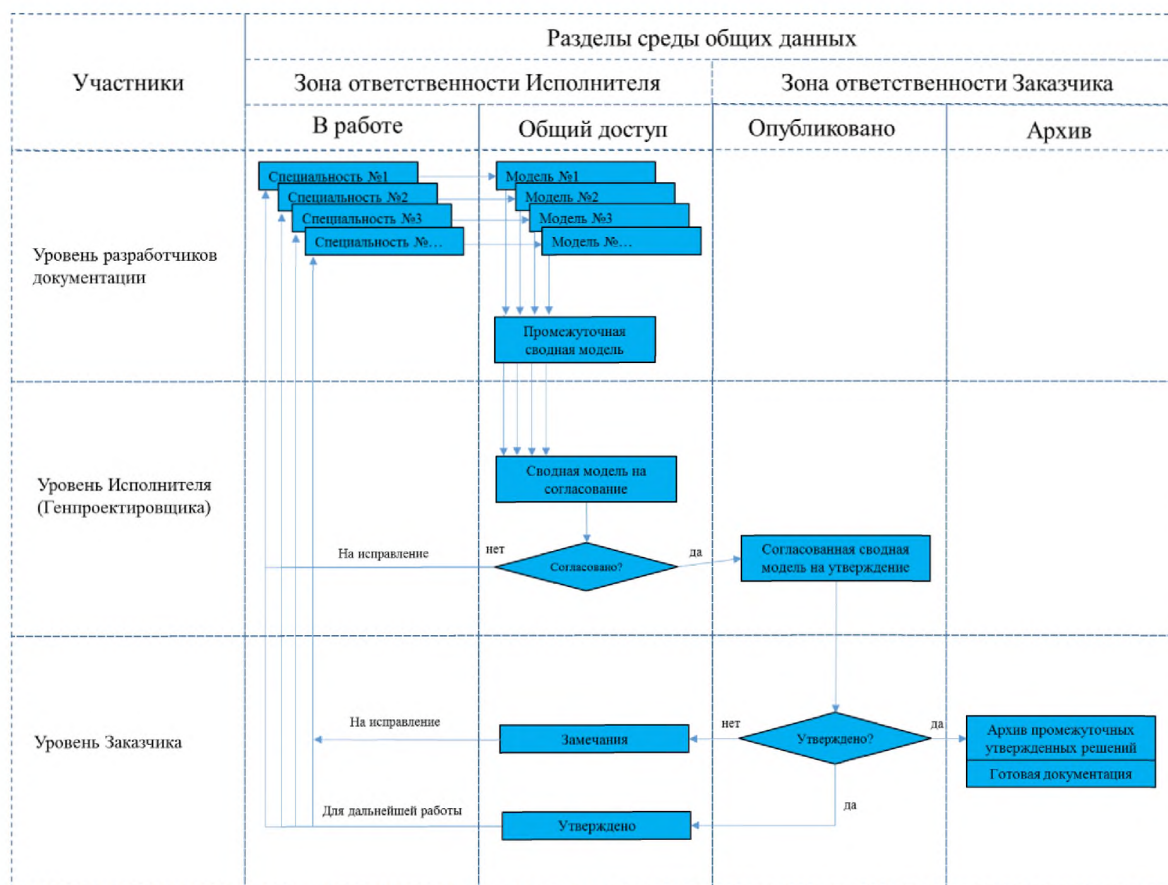 Участники
Разделы среды общих данных
Зона ответственности Исполнителя
Зона ответственности Заказчика
В работе
Общий доступ
Опубликовано
Архив
Уровень разработчиков
документации
Специальность №1
Специальность №2
Специальность №3
Специальность №…
Модель №1
Модель №2
Модель №3
Модель №…
Промежуточная
сводная модель
Уровень Исполнителя
(Генпроектировщика)
Сводная модель на
согласование
На исправление
нет
Согласовано?
да
Согласованная сводная
модель на утверждение
Уровень Заказчика
На исправление
Замечания
нет
Утверждено?
да
Архив промежуточных
утвержденных решений
Готовая документация
Для дальнейшей работы
Утверждено
да